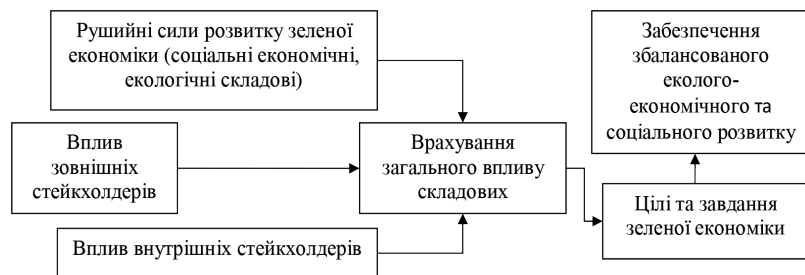 Рушийні сили розвитку зеленої
економіки (соціальні економічні,
екологічні складові)
Забезпечення
збалансованого
еколого-
економічного та
соціального розвитку
Вплив
зовнішніх
стейкхолдерів
Врахування
загального впливу
складових
Цілі та завдання
зеленої економіки
Вплив внутрішніх стейкхолдерів